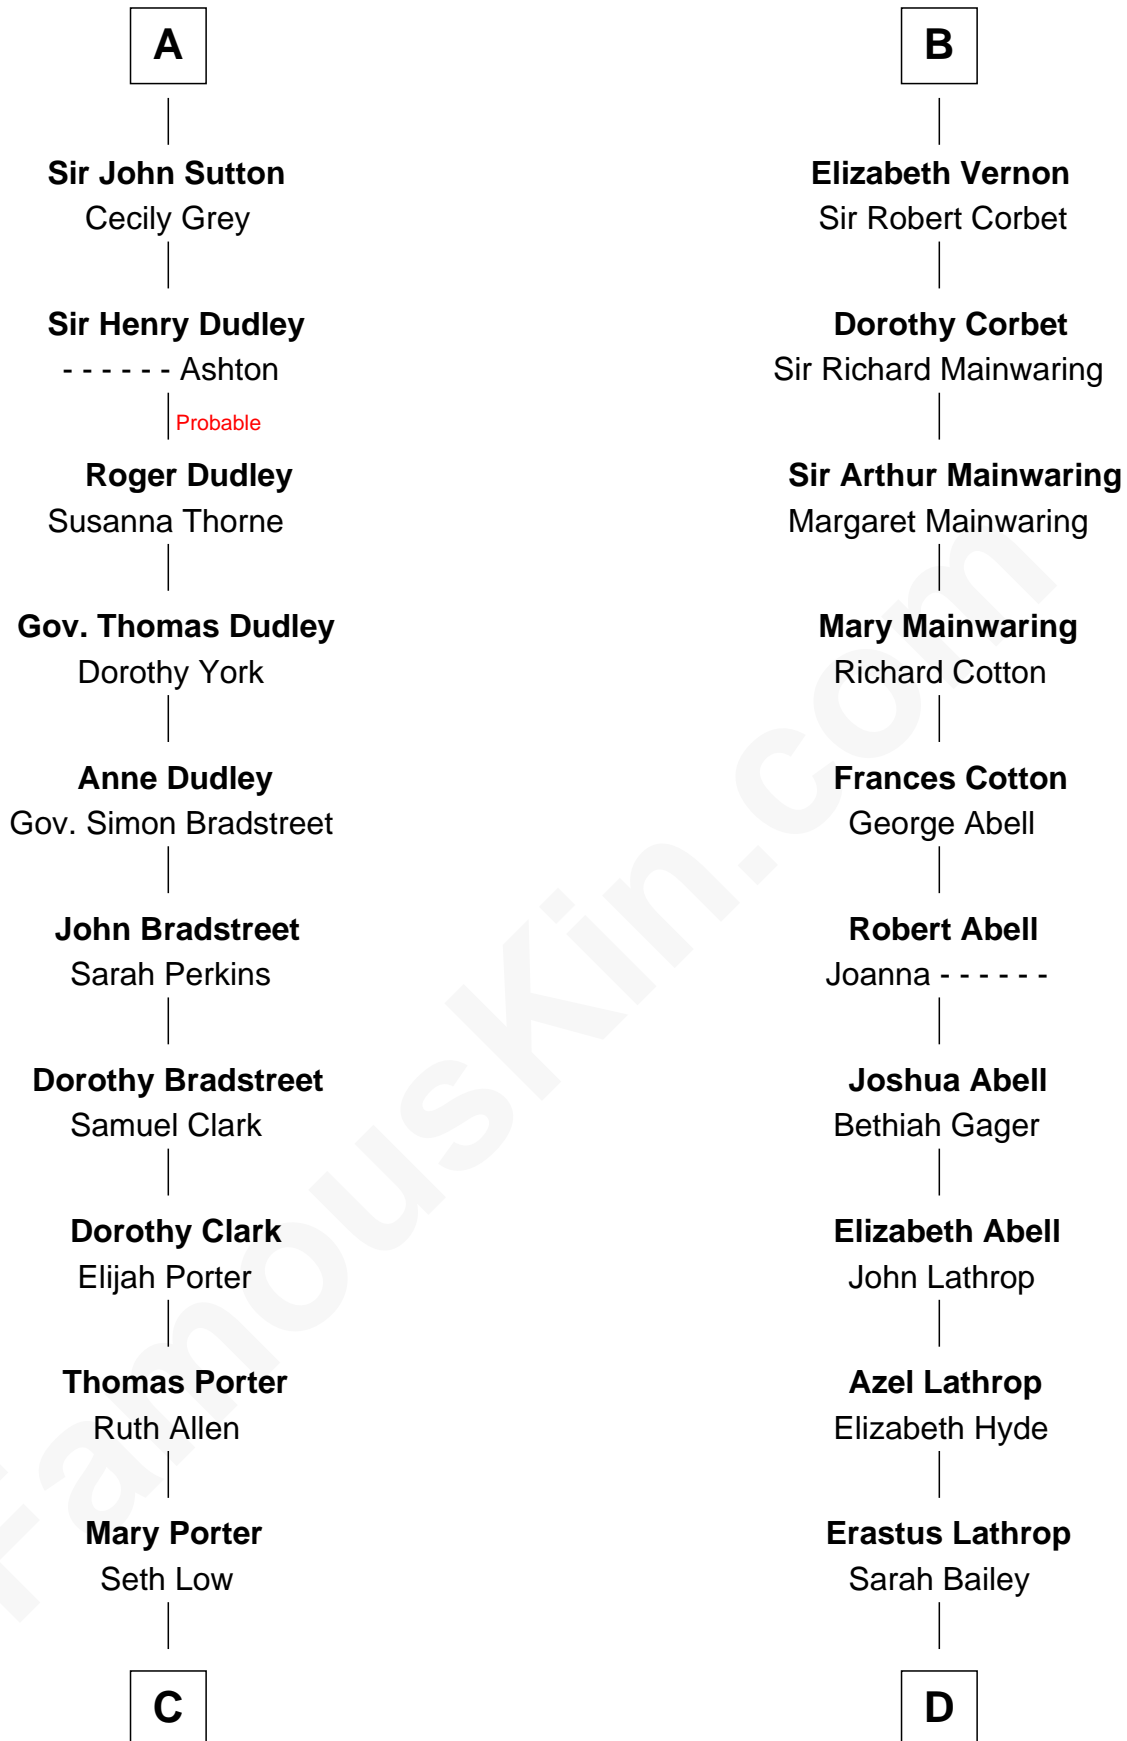 A
Sir John Sutton
Cecily Grey
Sir Henry Dudley
- - - - - - Ashton
Probable
Roger Dudley
Susanna Thorne
Gov. Thomas Dudley
Dorothy York
Anne Dudley
Gov. Simon Bradstreet
John Bradstreet
Sarah Perkins
Dorothy Bradstreet
Samuel Clark
Dorothy Clark
Elijah Porter
Thomas Porter
Ruth Allen
Mary Porter
Seth Low
C
B
Elizabeth Vernon
Sir Robert Corbet
Dorothy Corbet
Sir Richard Mainwaring
Sir Arthur Mainwaring
Margaret Mainwaring
Mary Mainwaring
Richard Cotton
Frances Cotton
George Abell
Robert Abell
Joanna - - - - - -
Joshua Abell
Bethiah Gager
Elizabeth Abell
John Lathrop
Azel Lathrop
Elizabeth Hyde
Erastus Lathrop
Sarah Bailey
D
FamousKin.com